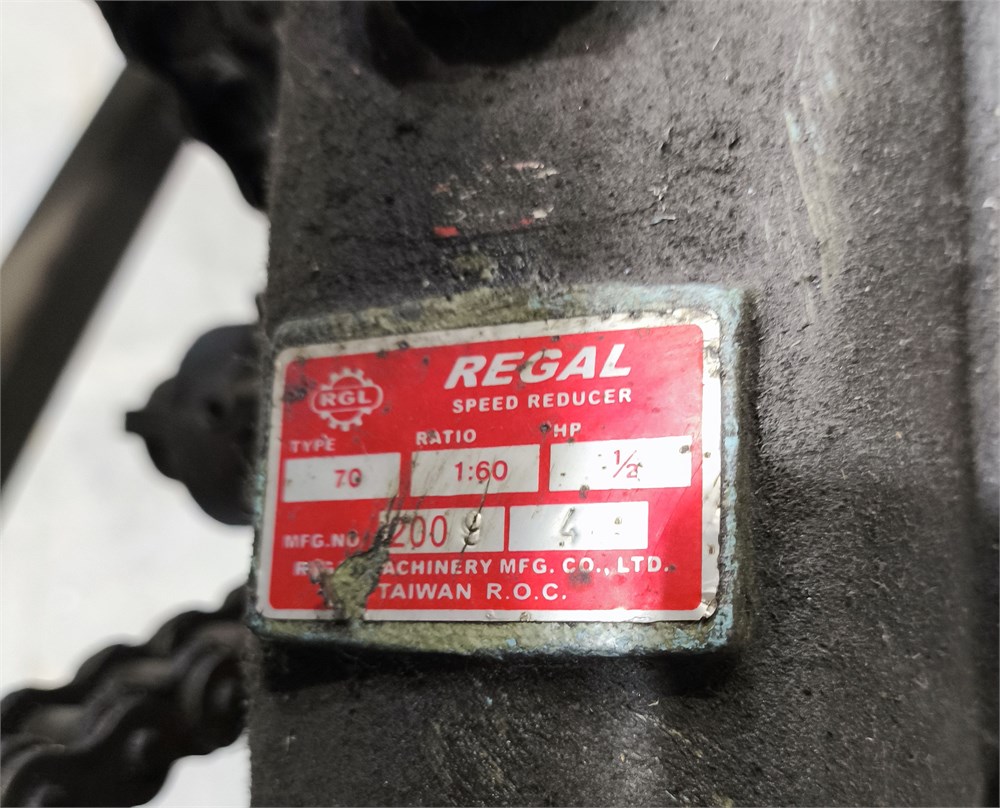 RGL
REGAL
SPEED REDUCER
TYPE RATIO HP
70 1:60 1/2
MFG.NO. 200 4
MACHINERY MFG. CO., LTD.
TAIWAN R.O.C.